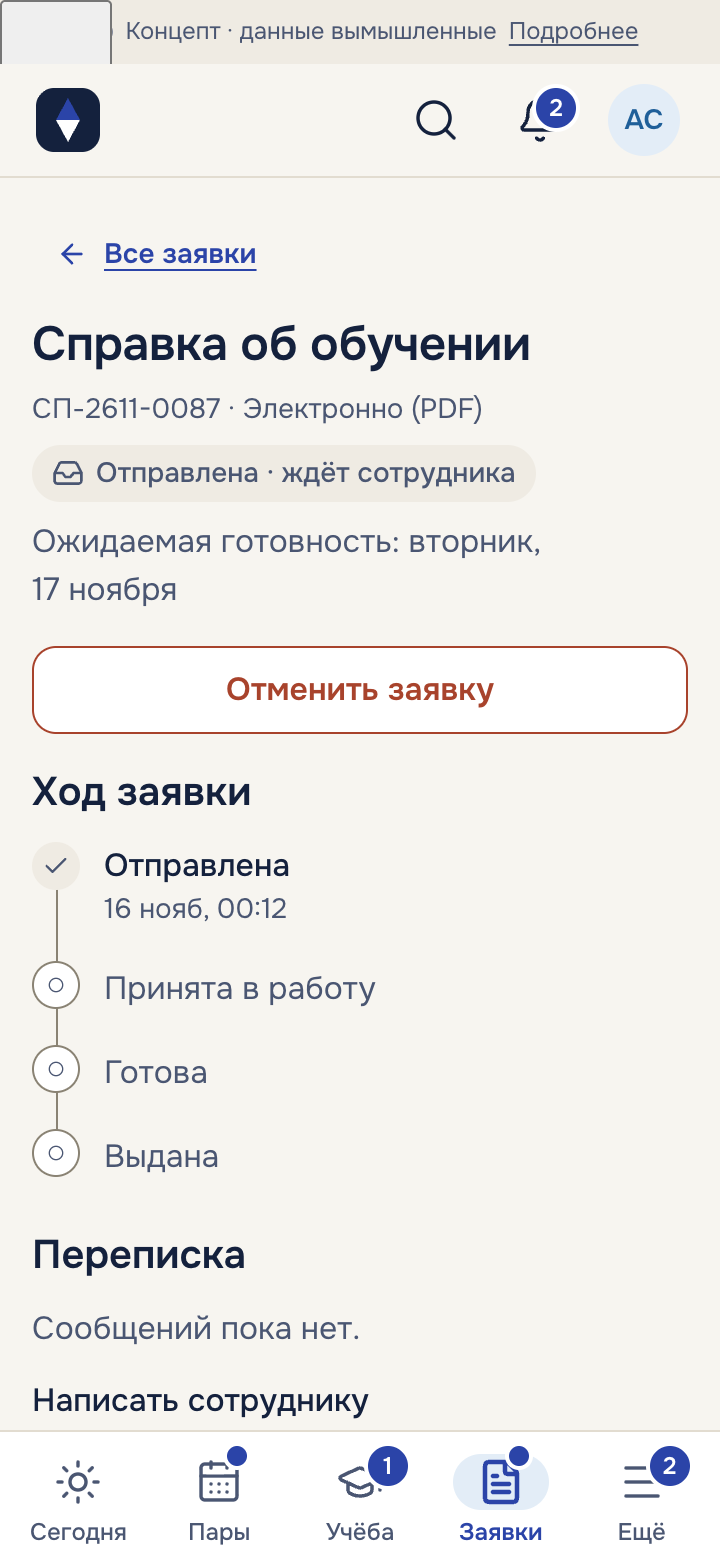 Концепт · данные вымышленные Подробнее
2
АС
Все заявки
Справка об обучении
СП-2611-0087 · Электронно (PDF)
Отправлена · ждёт сотрудника
Ожидаемая готовность: вторник,
17 ноября
Отменить заявку
Ход заявки
Отправлена
16 нояб, 00:12
Принята в работу
Готова
Выдана
Переписка
Сообщений пока нет.
Написать сотруднику
1
2
Сегодня
Пары
Учёба
Заявки
Ещё